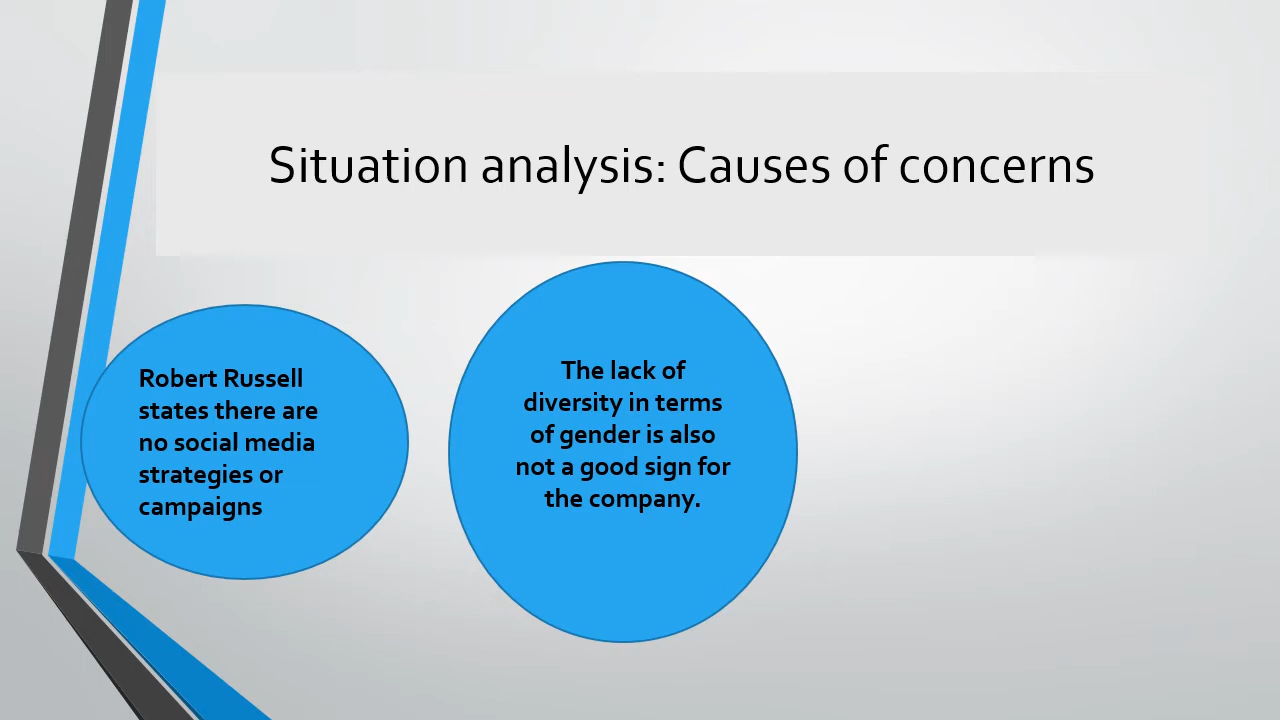 Situation analysis: Causes of concerns
Robert Russell
states there are
no social media
strategies or
campaigns
The lack of
diversity in terms
of gender is also
not a good sign for
the company.